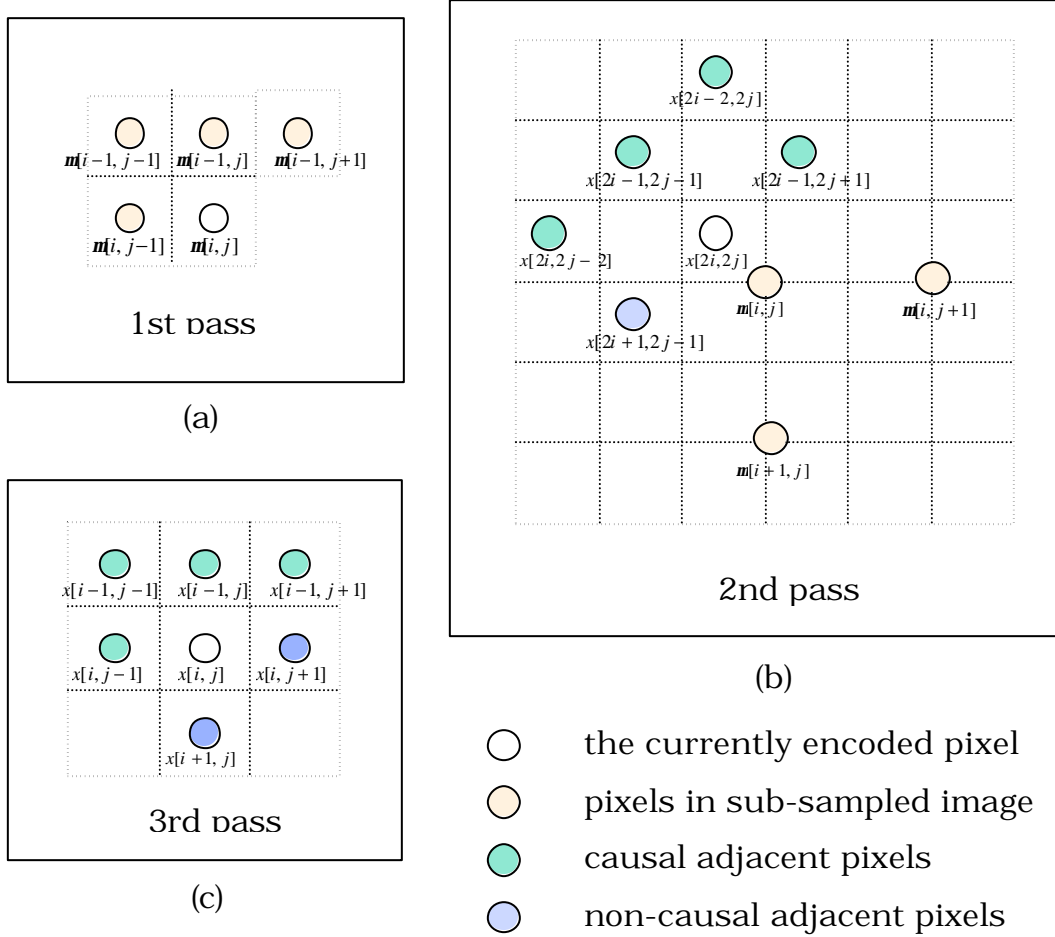 m[i−1, j−1] m[i−1, j] m[i−1, j+1]
m[i, j−1] m[i, j]
1st pass
(a)
x[2i−2,2j]
x[2i−1,2j−1] x[2i−1,2j+1]
x[2i,2j−2] x[2i,2j]
m[i,j] m[i, j+1]
x[2i+1,2j−1]
m[i+1, j]
2nd pass
(b)
x[i−1, j−1] x[i−1, j] x[i−1, j+1]
x[i, j−1] x[i, j] x[i, j+1]
x[i+1, j]
3rd pass
(c)
the currently encoded pixel
pixels in sub-sampled image
causal adjacent pixels
non-causal adjacent pixels